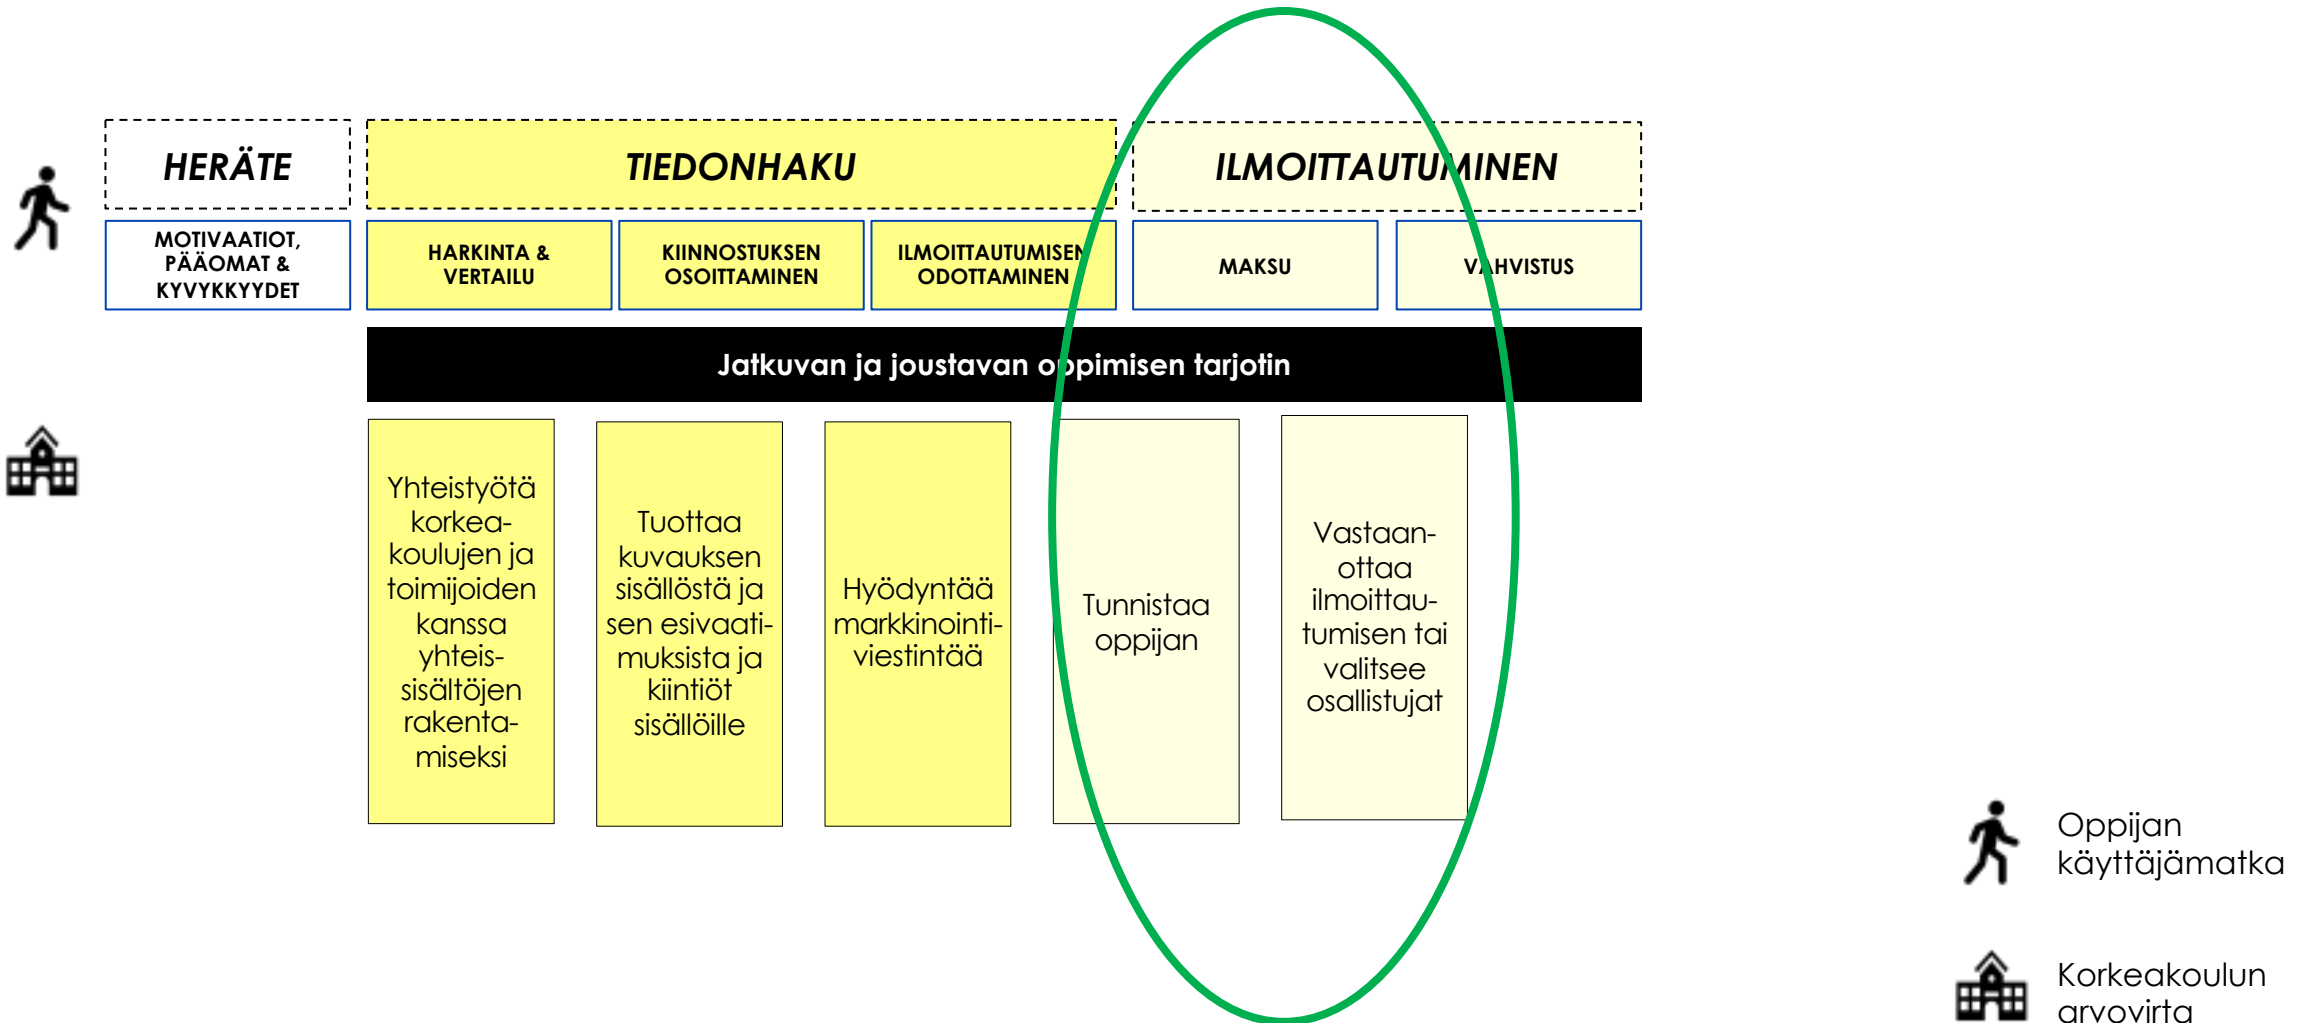 HERÄTE
TIEDONHAKU
ILMOITTAUTUMINEN
MOTIVAATIOT,
PÄÄOMAT &
KYVYKKYYDET
HARKINTA &
VERTAILU
KIINNOSTUKSEN
OSOITTAMINEN
ILMOITTAUTUMISEN
ODOTTAMINEN
MAKSU
VAHVISTUS
Jatkuvan ja joustavan oppimisen tarjotin
Yhteistyötä
korkea-
koulujen ja
toimijoiden
kanssa
yhteis-
sisältöjen
rakenta-
miseksi
Tuottaa
kuvauksen
sisällöstä ja
sen esivaati-
muksista ja
kiintiöt
sisällöille
Hyödyntää
markkinointi-
viestintää
Tunnistaa
oppijan
Vastaan-
ottaa
ilmoittau-
tumisen tai
valitsee
osallistujat
Oppijan
käyttäjämatka
Korkeakoulun
arvovirta